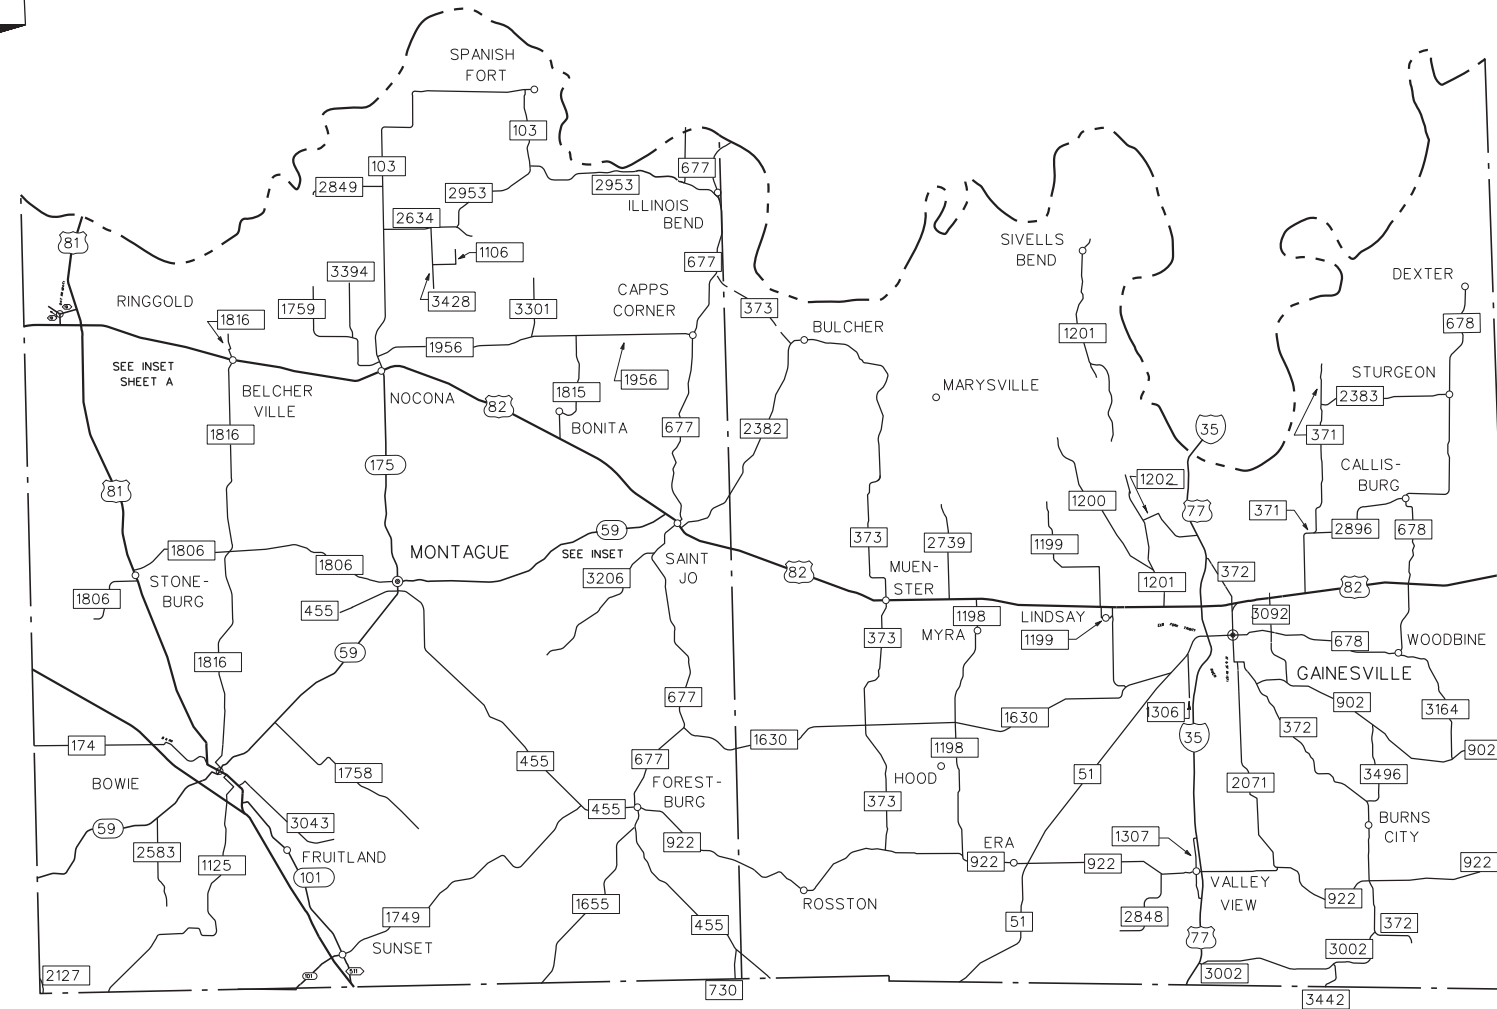 SPANISH
FORT
103
103
677
2849
2953
2953
ILLINOIS
BEND
2634
81
1106
SIVELLS
BEND
677
3394
DEXTER
RINGGOLD
1759
3428
3301
CAPPS
CORNER
373
1816
BULCHER
678
1201
1956
SEE INSET
SHEET A
BELCHER
VILLE
NOCONA
1956
1815
MARYSVILLE
STURGEON
2383
82
BONITA
677
2382
35
371
1816
175
CALLIS-
BURG
81
1202
1200
77
371
59
MONTAGUE
SEE INSET
373
2739
1199
2896
678
1806
1806
SAINT
JO
3206
82
MUEN-
STER
1201
372
82
STONE-
BURG
1806
455
1198
LINDSAY
3092
373
MYRA
1199
678
WOODBINE
59
1816
GAINESVILLE
677
902
1630
1306
372
3164
174
1630
1198
35
902
455
677
HOOD
51
2071
3496
BOWIE
1758
FOREST-
BURG
373
455
59
3043
922
ERA
1307
BURNS
CITY
2583
1125
FRUITLAND
101
922
922
922
VALLEY
VIEW
922
1655
ROSSTON
1749
455
51
2848
372
SUNSET
77
3002
2127
101
511
3002
730
3442